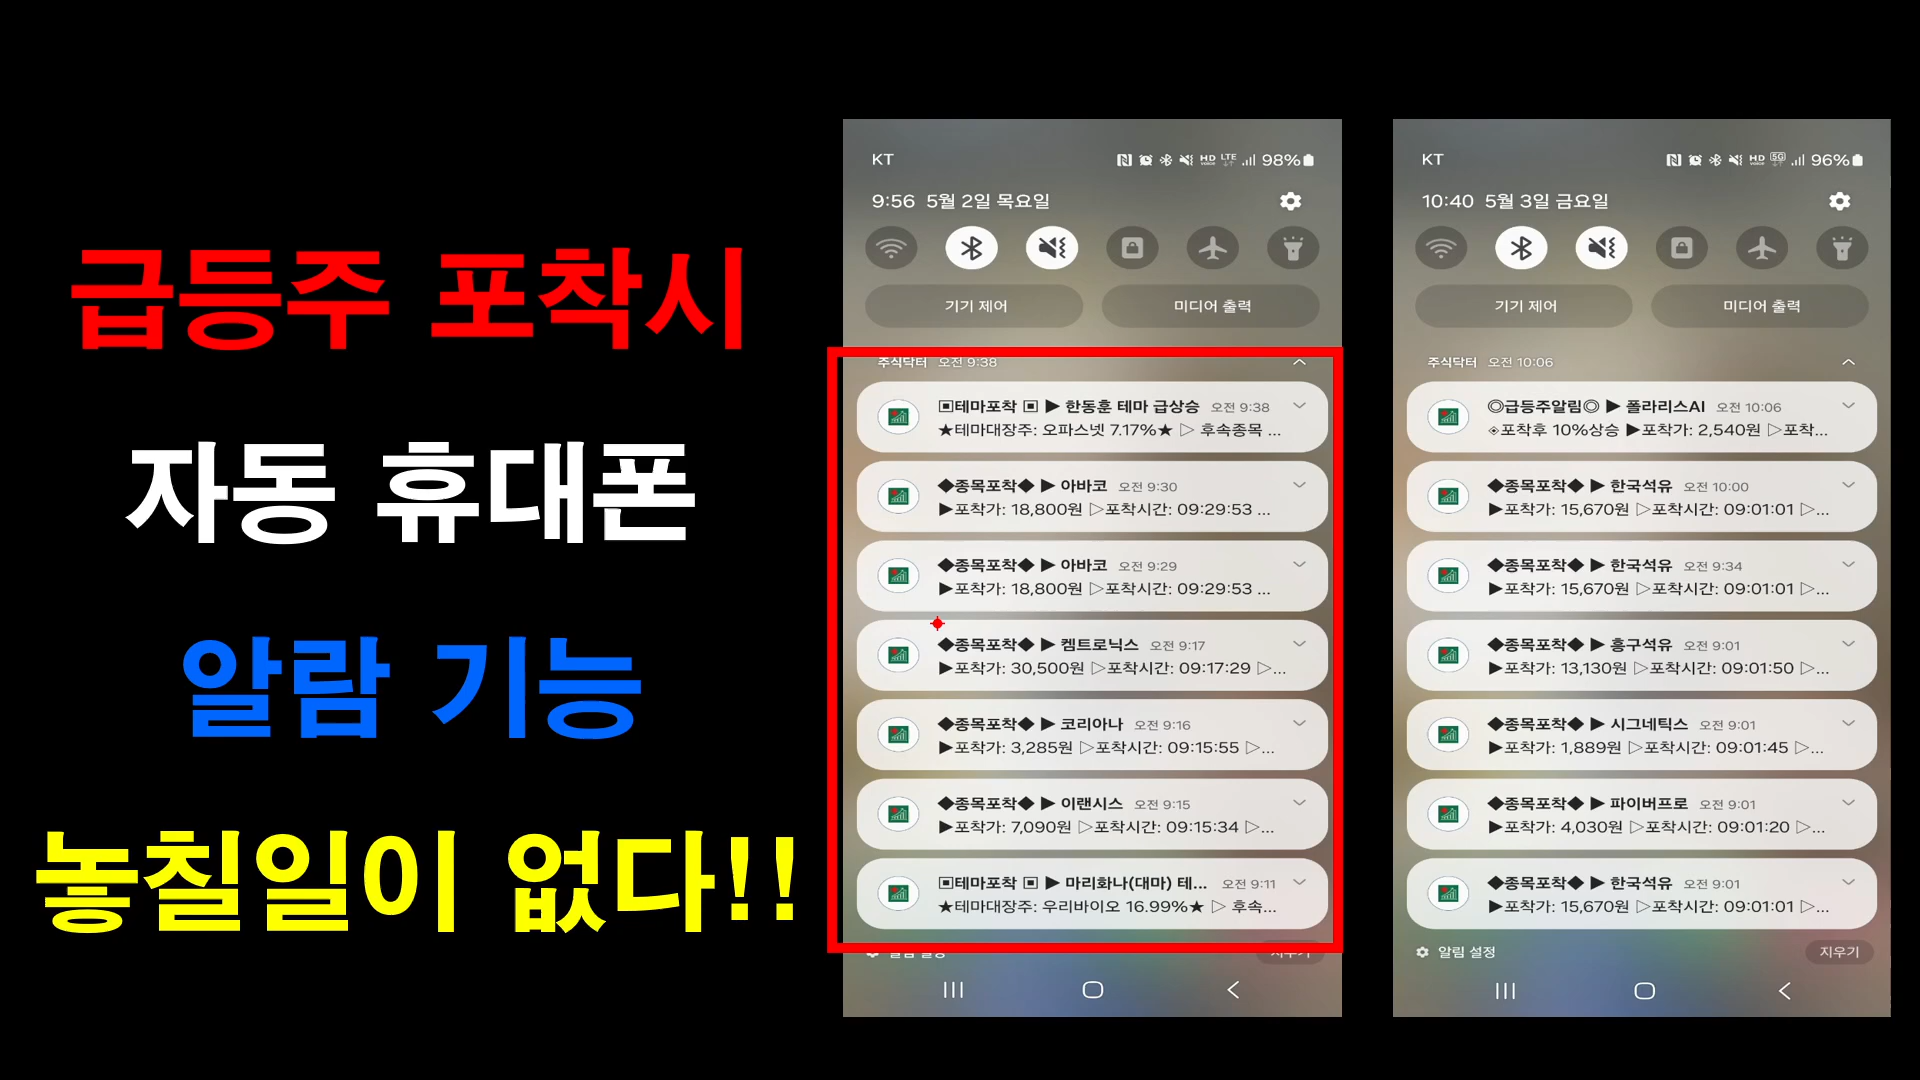 급등주 포착시
자동 휴대폰
알람 기능
놓칠일이 없다!!
KT
HD VOICE LTE 98%
9:56 5월 2일 목요일
기기 제어
미디어 출력
주식닥터 오전 9:38
▣테마포착 ▣ ▶ 한동훈 테마 급상승 오전 9:38
★테마대장주: 오파스넷 7.17%★ ▷ 후속종목 ...
◆종목포착◆ ▶ 아바코 오전 9:30
▶포착가: 18,800원 ▷포착시간: 09:29:53 ...
◆종목포착◆ ▶ 아바코 오전 9:29
▶포착가: 18,800원 ▷포착시간: 09:29:53 ...
◆종목포착◆ ▶ 켐트로닉스 오전 9:17
▶포착가: 30,500원 ▷포착시간: 09:17:29 ▷...
◆종목포착◆ ▶ 코리아나 오전 9:16
▶포착가: 3,285원 ▷포착시간: 09:15:55 ▷...
◆종목포착◆ ▶ 이랜시스 오전 9:15
▶포착가: 7,090원 ▷포착시간: 09:15:34 ▷...
▣테마포착 ▣ ▶ 마리화나(대마) 테... 오전 9:11
★테마대장주: 우리바이오 16.99%★ ▷ 후속...
알림 설정
지우기
KT
HD VOICE 5G 96%
10:40 5월 3일 금요일
기기 제어
미디어 출력
주식닥터 오전 10:06
◎급등주알림◎ ▶ 폴라리스AI 오전 10:06
◈포착후 10%상승 ▶포착가: 2,540원 ▷포착...
◆종목포착◆ ▶ 한국석유 오전 10:00
▶포착가: 15,670원 ▷포착시간: 09:01:01 ▷...
◆종목포착◆ ▶ 한국석유 오전 9:34
▶포착가: 15,670원 ▷포착시간: 09:01:01 ▷...
◆종목포착◆ ▶ 흥구석유 오전 9:01
▶포착가: 13,130원 ▷포착시간: 09:01:50 ▷...
◆종목포착◆ ▶ 시그네틱스 오전 9:01
▶포착가: 1,889원 ▷포착시간: 09:01:45 ▷...
◆종목포착◆ ▶ 파이버프로 오전 9:01
▶포착가: 4,030원 ▷포착시간: 09:01:20 ▷...
◆종목포착◆ ▶ 한국석유 오전 9:01
▶포착가: 15,670원 ▷포착시간: 09:01:01 ▷...
알림 설정
지우기